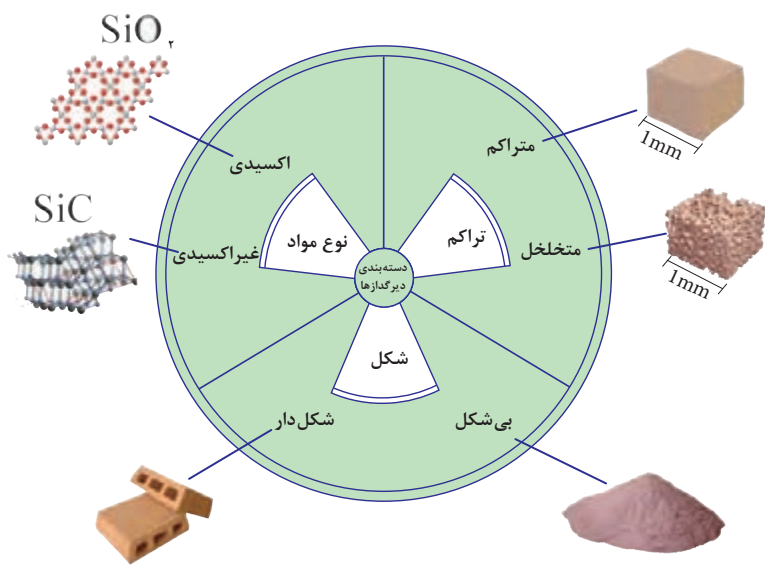 SiO۲
اکسیدی
SiC
غیراکسیدی
نوع مواد
متراکم
1mm
تراکم
متخلخل
1mm
دسته‌بندی
دیرگدازها
شکل
شکل‌دار
بی‌شکل